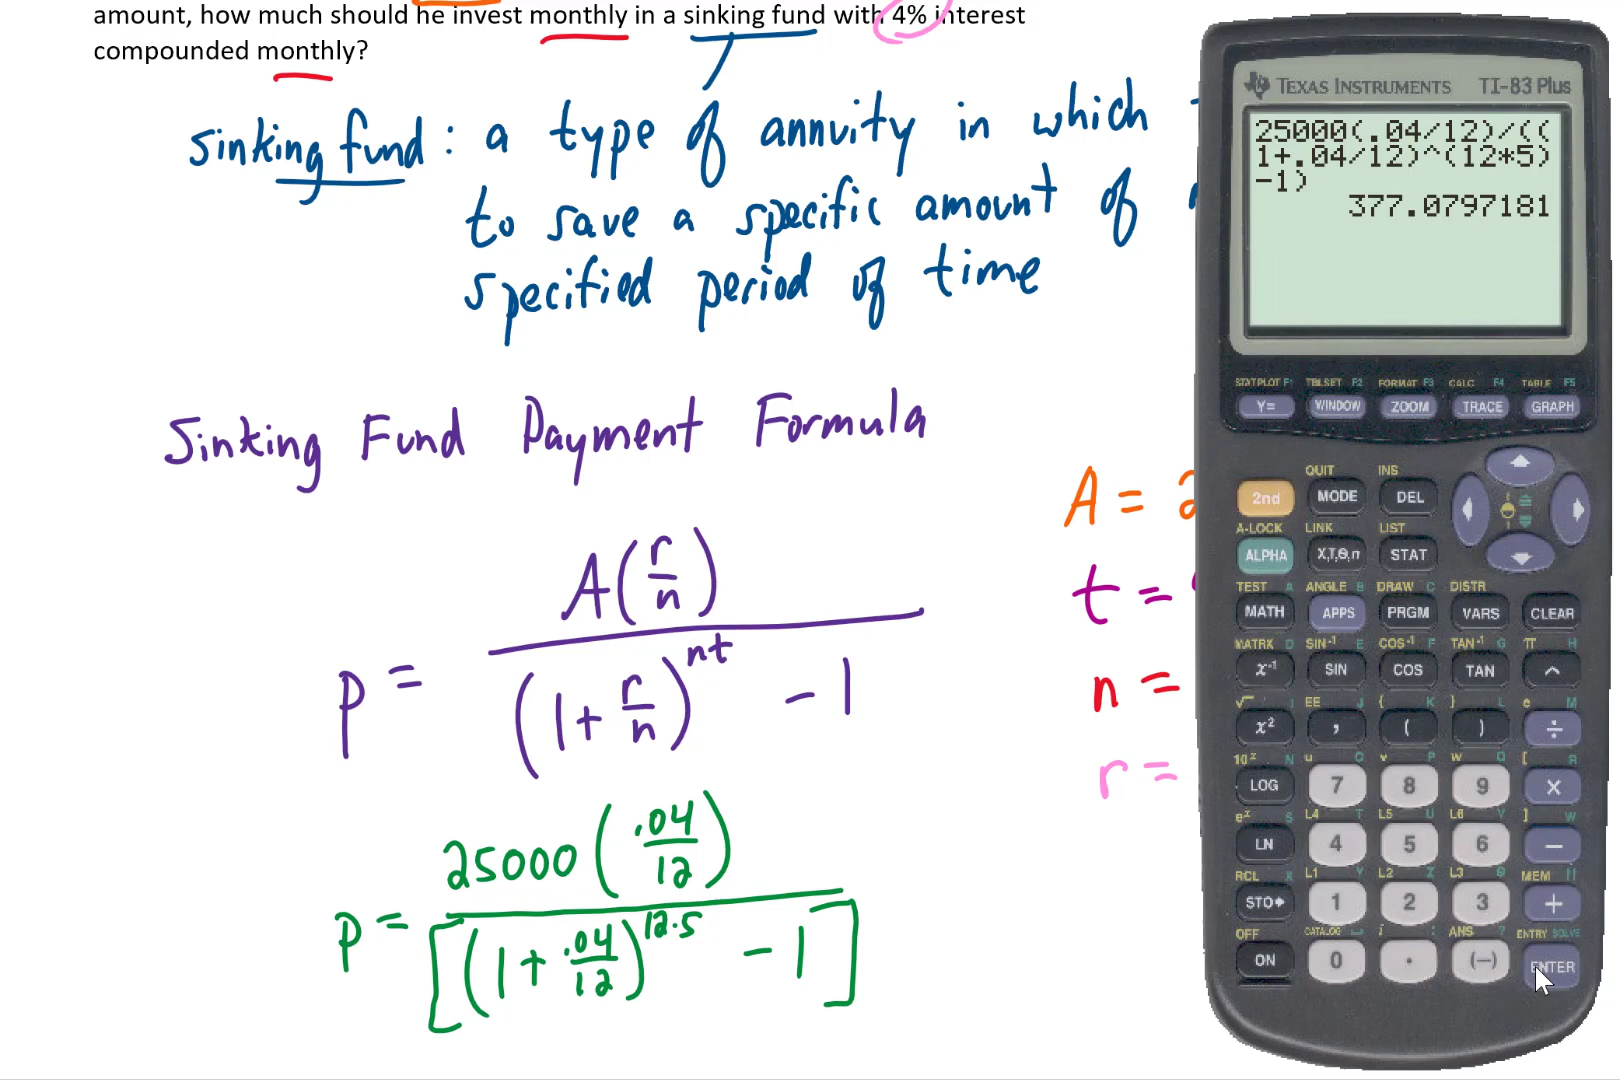 amount, how much should he invest monthly in a sinking fund with 4% interest
compounded monthly?
sinking fund : a type of annuity in which
to save a specific amount of
specified period of time
Sinking Fund Payment Formula
P = A(r/n) / (1 + r/n)^nt - 1
P = 25000(.04/12) / [(1 + .04/12)^12·5 - 1]
A = 2
t =
n =
r =
TEXAS INSTRUMENTS TI-83 Plus
25000(.04/12)/((
1+.04/12)^(12*5)
-1)
377.0797181
STAT PLOT F1 TBLSET F2 FORMAT F3 CALC F4 TABLE F5
Y= WINDOW ZOOM TRACE GRAPH
QUIT INS
2nd MODE DEL
A-LOCK LINK LIST
ALPHA X,T,θ,n STAT
TEST A ANGLE B DRAW C DISTR
MATH APPS PRGM VARS CLEAR
MATRX D SIN-1 E COS-1 F TAN-1 G π H
x-1 SIN COS TAN ^
√ I EE J { K } L e M
x² , ( ) ÷
10^x N u O v P w Q [ R
LOG 7 8 9 ×
e^x S L4 T L5 U L6 V ] W
LN 4 5 6 −
RCL X L1 Y L2 Z L3 θ MEM "
STO▸ 1 2 3 +
OFF CATALOG i : ANS ? ENTRY SOLVE
ON 0 . (−) ENTER